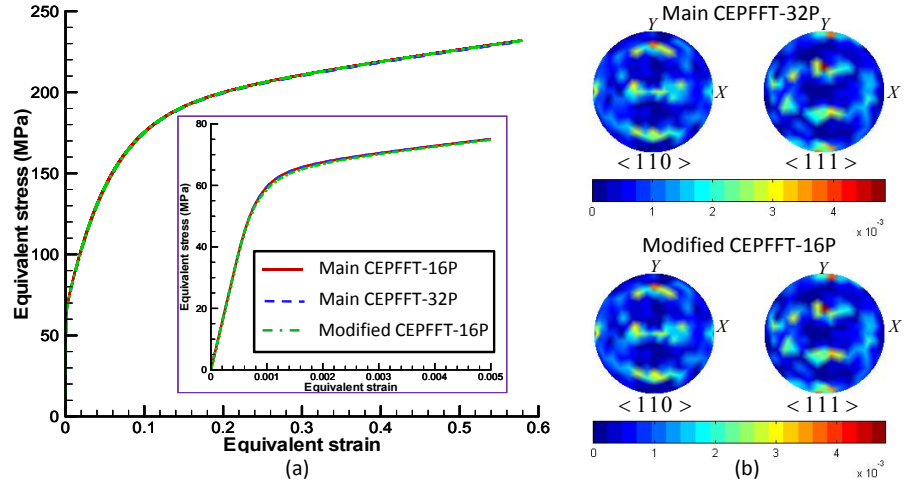 Equivalent stress (MPa)
250
200
150
100
50
0
0
0.1
0.2
0.3
0.4
0.5
0.6
Equivalent strain
(a)
Equivalent stress (MPa)
80
60
40
20
0
0
0.001
0.002
0.003
0.004
0.005
Equivalent strain
Main CEPFFT-16P
Main CEPFFT-32P
Modified CEPFFT-16P
Main CEPFFT-32P
Y
Y
X
X
< 110 >
< 111 >
0 1 2 3 4
x 10⁻³
Modified CEPFFT-16P
Y
Y
X
X
< 110 >
< 111 >
0 1 2 3 4
x 10⁻³
(b)